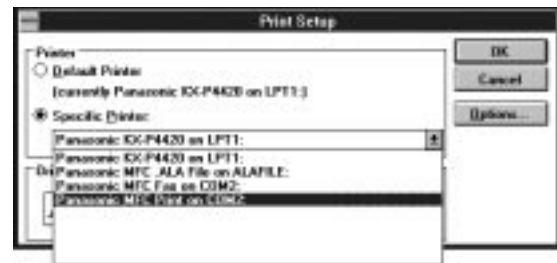 Print Setup
Printer
Default Printer
(currently Panasonic KX-P4420 on LPT1:)
Specific Printer:
Panasonic KX-P4420 on LPT1:
Panasonic KX-P4420 on LPT1:
Panasonic MFC .ALA File on ALAFILE:
Panasonic MFC Fax on COM2:
Panasonic MFC Print on COM2:
OK
Cancel
Options...